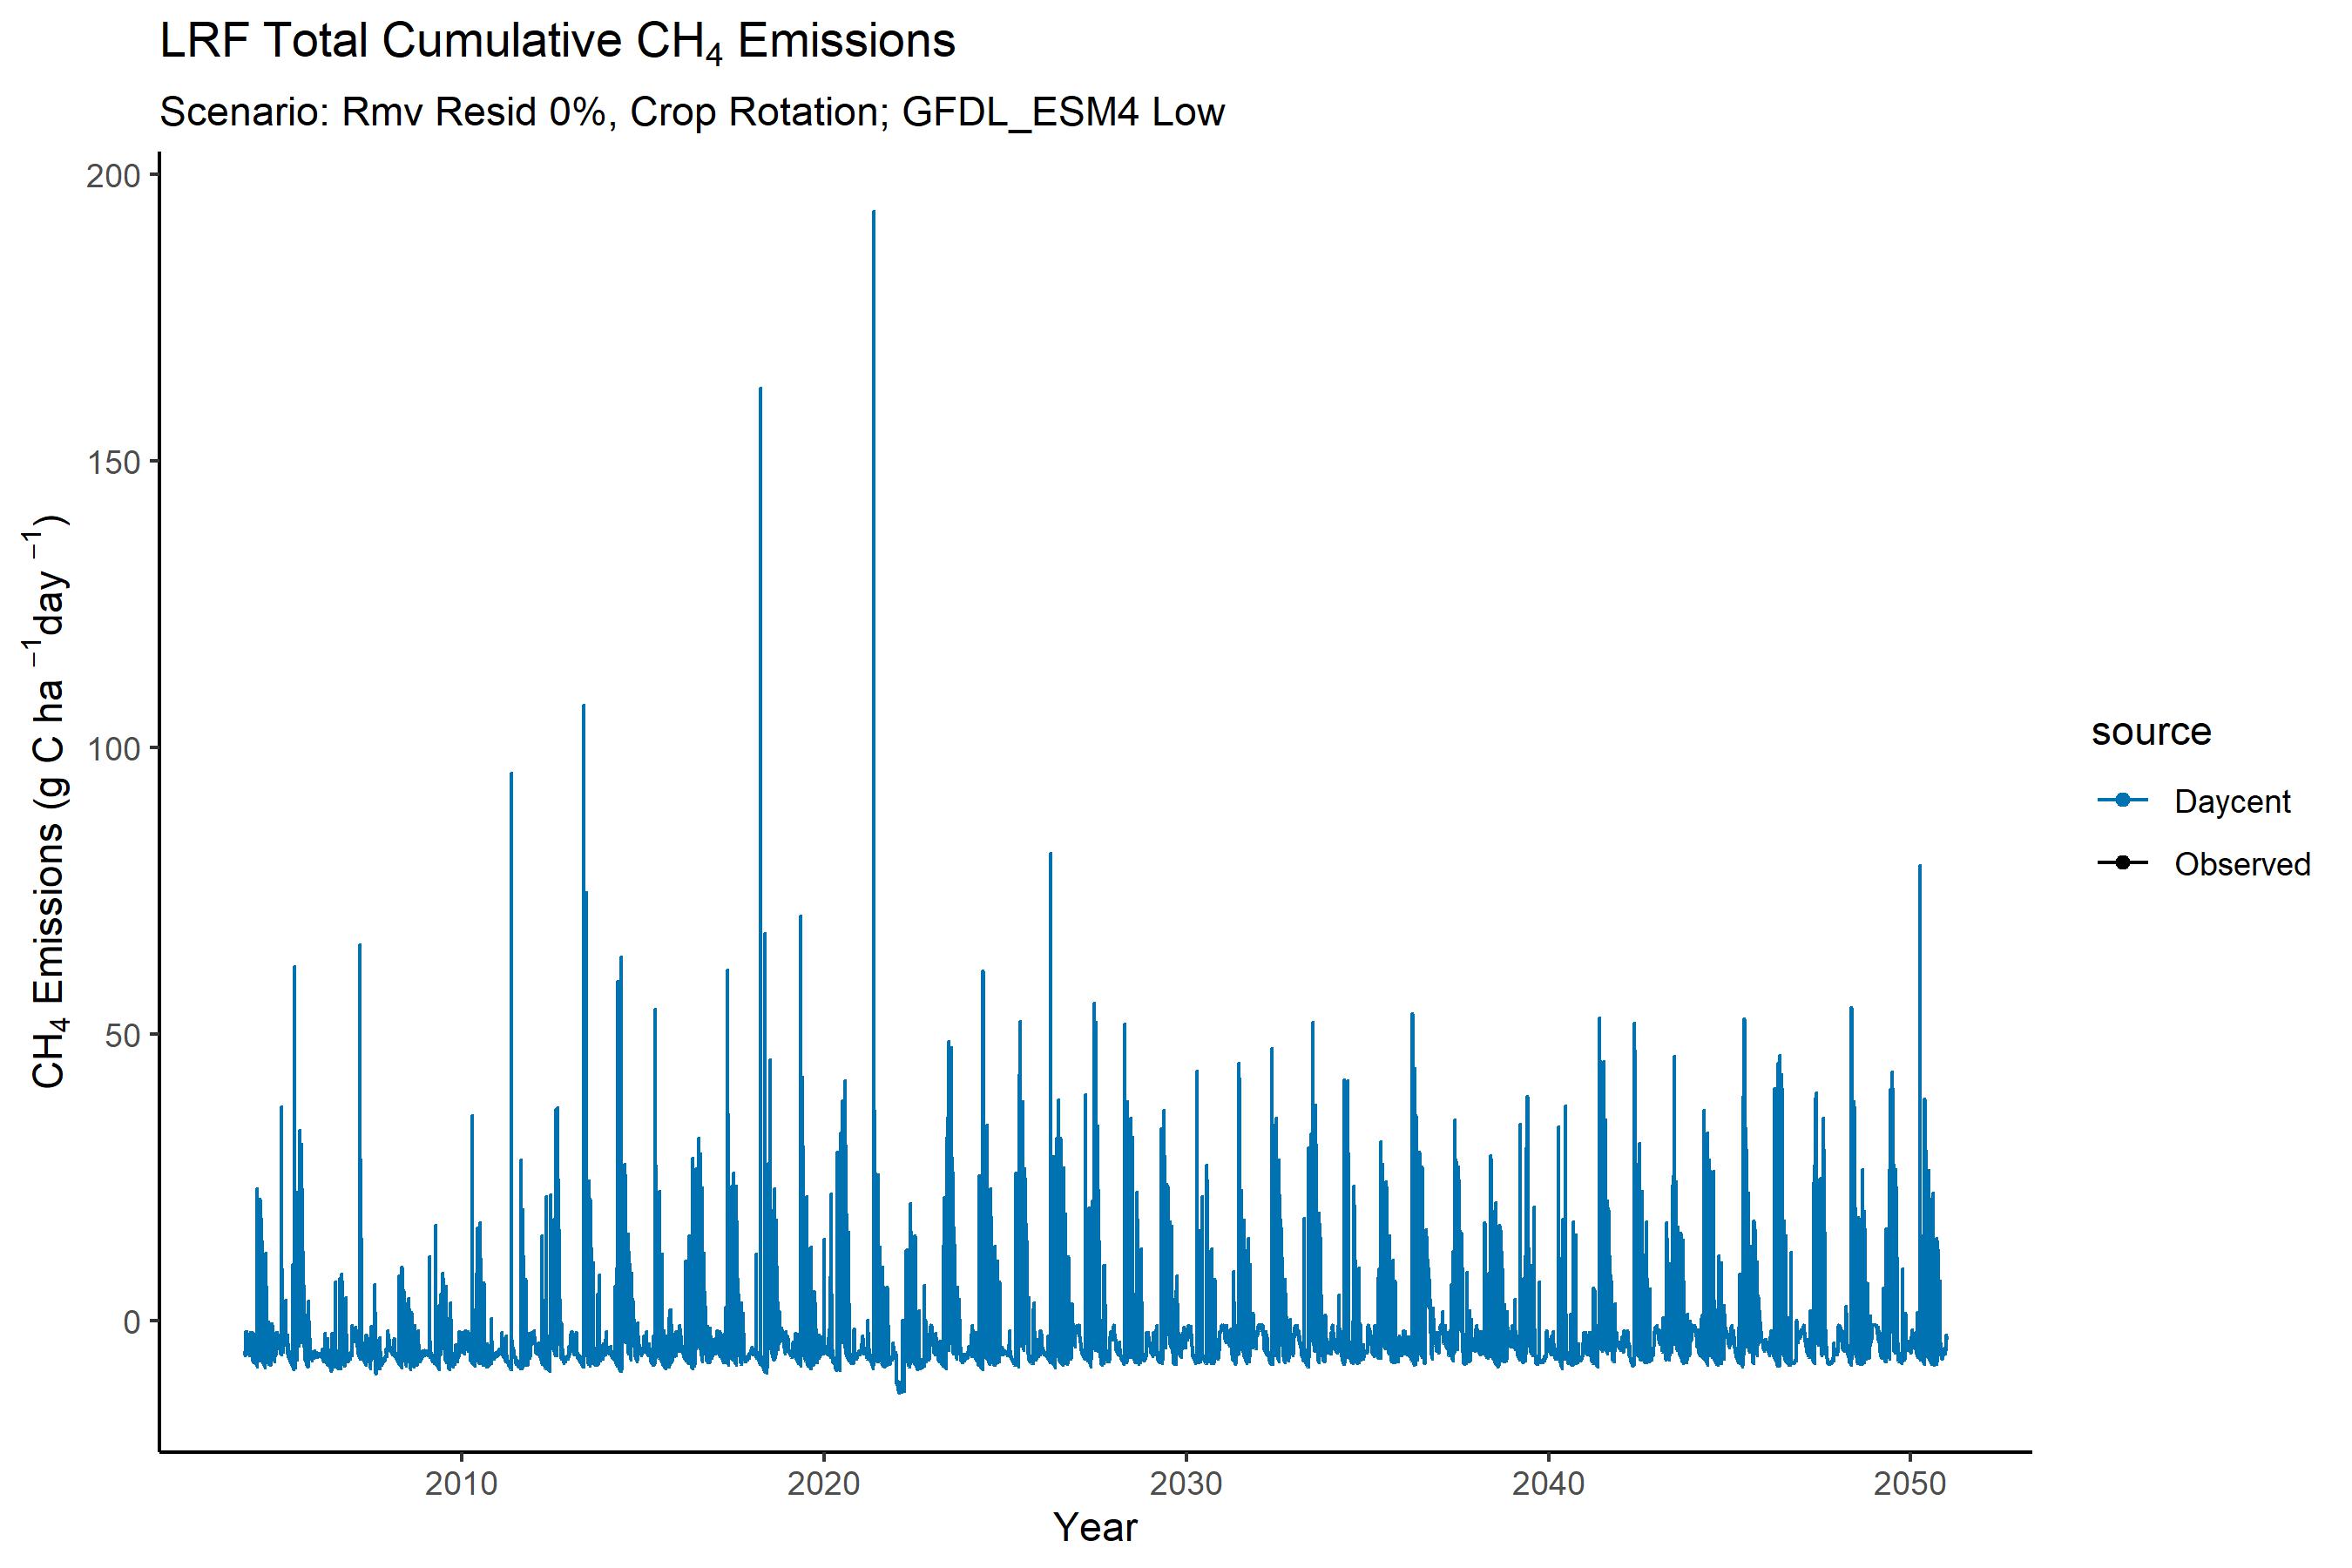 LRF Total Cumulative CH₄ Emissions
Scenario: Rmv Resid 0%, Crop Rotation; GFDL_ESM4 Low
CH₄ Emissions (g C ha ⁻¹day ⁻¹)
200
150
100
50
0
2010 2020 2030 2040 2050
Year
source
Daycent
Observed